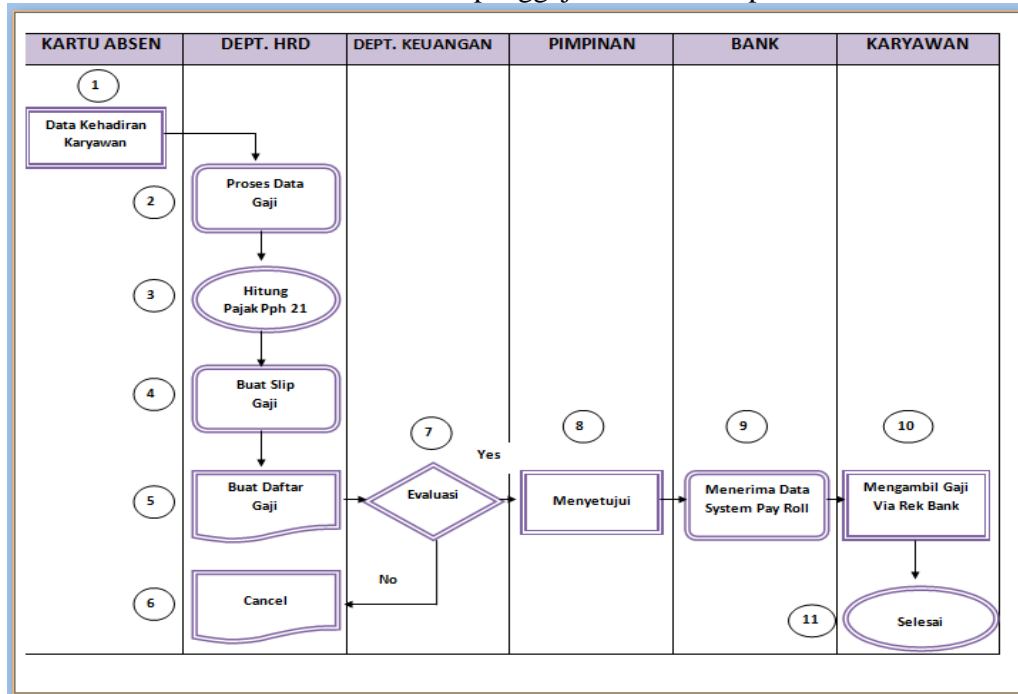 KARTU ABSEN
DEPT. HRD
DEPT. KEUANGAN
PIMPINAN
BANK
KARYAWAN
1
Data Kehadiran
Karyawan
2
Proses Data
Gaji
3
Hitung
Pajak Pph 21
4
Buat Slip
Gaji
5
Buat Daftar
Gaji
6
Cancel
7
Evaluasi
Yes
No
8
Menyetujui
9
Menerima Data
System Pay Roll
10
Mengambil Gaji
Via Rek Bank
11
Selesai